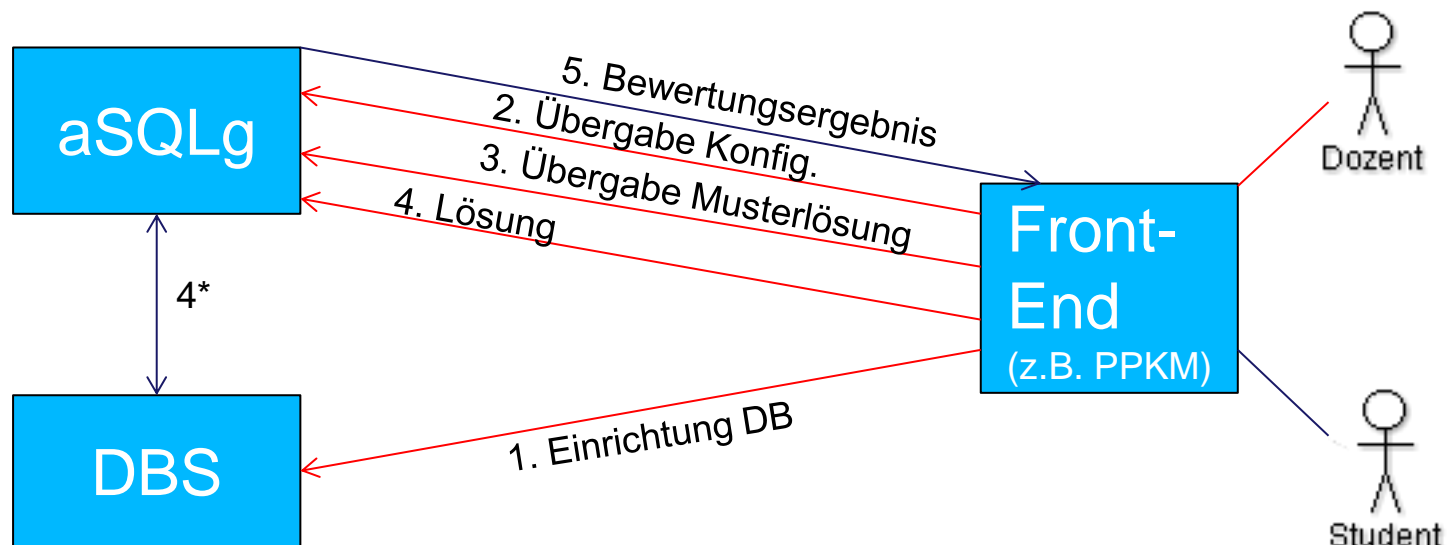 aSQLg
5. Bewertungsergebnis
2. Übergabe Konfig.
3. Übergabe Musterlösung
4. Lösung
Dozent
Front-
End
(z.B. PPKM)
4*
1. Einrichtung DB
DBS
Student